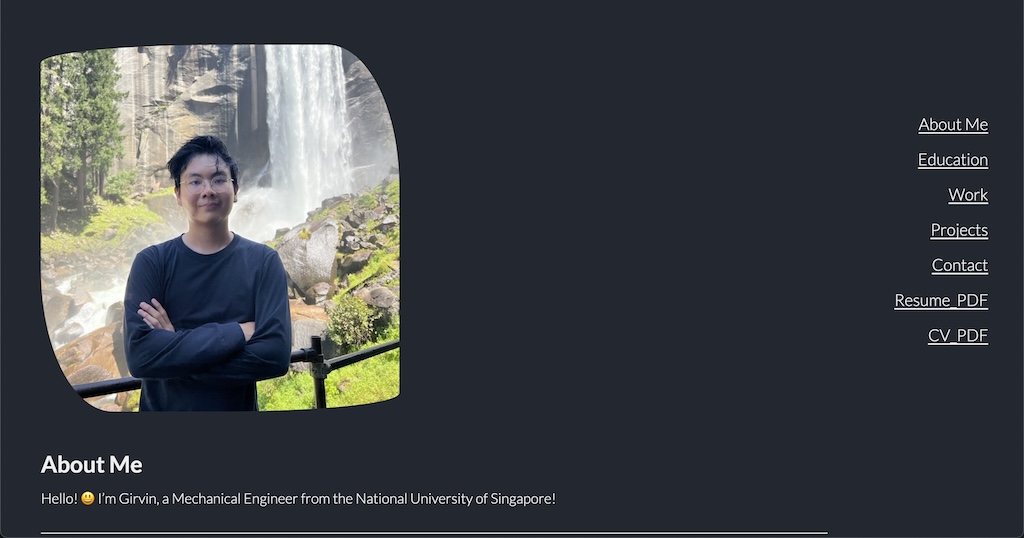 About Me
Education
Work
Projects
Contact
Resume_PDF
CV_PDF
About Me
Hello! 😃 I’m Girvin, a Mechanical Engineer from the National University of Singapore!